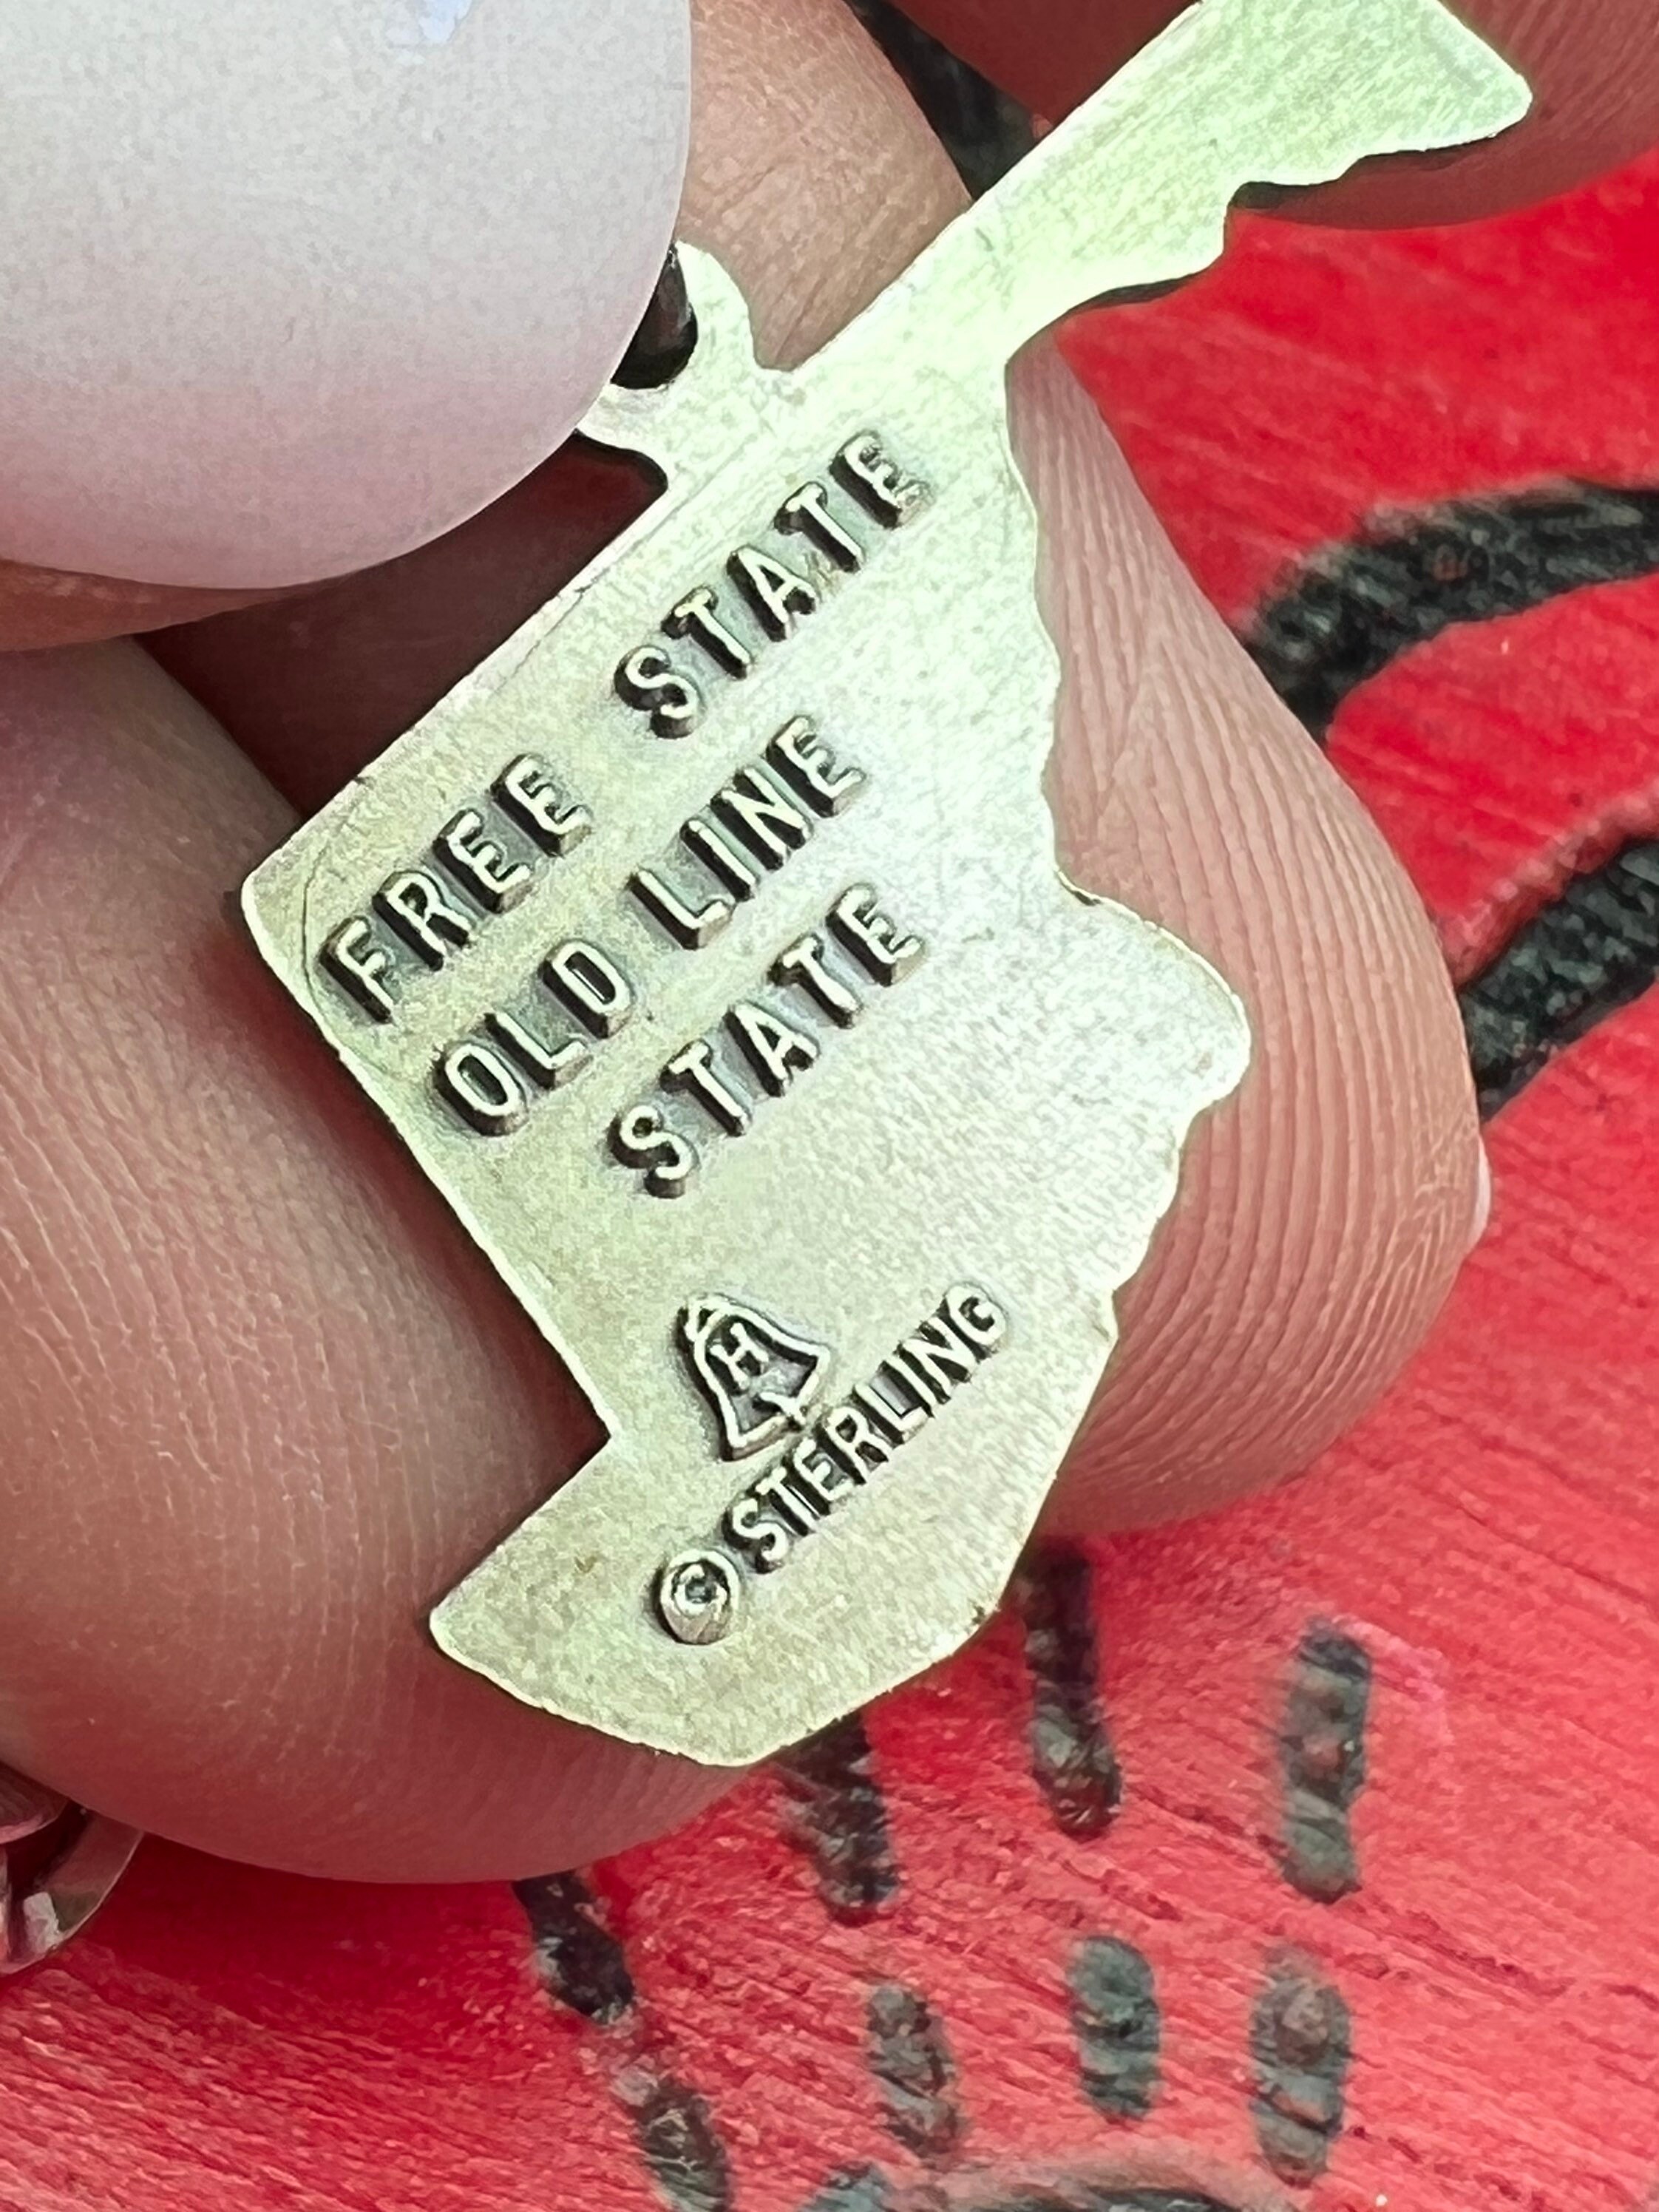 FREE STATE
OLD LINE
STATE
H
© STERLING